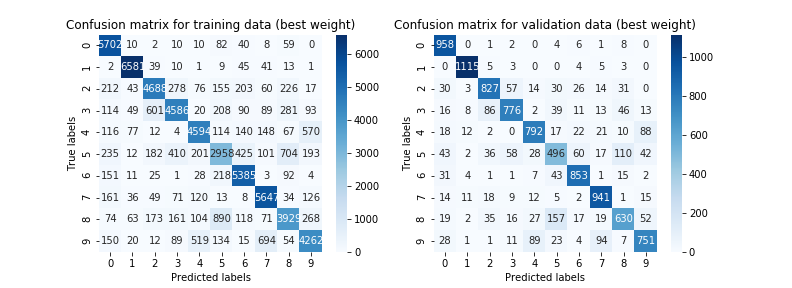 Confusion matrix for training data (best weight)
Confusion matrix for validation data (best weight)
True labels
0 5702 10 2 10 10 82 40 8 59 0
1 2 6581 39 10 1 9 45 41 13 1
2 212 43 4688 278 76 155 203 60 226 17
3 114 49 601 4586 20 208 90 89 281 93
4 116 77 12 4 4594 114 140 148 67 570
5 235 12 182 410 201 2958 425 101 704 193
6 151 11 25 1 28 218 5385 3 92 4
7 161 36 49 71 120 13 8 5647 34 126
8 74 63 173 161 104 890 118 71 3929 268
9 150 20 12 89 519 134 15 694 54 4262
0 1 2 3 4 5 6 7 8 9
Predicted labels
6000
5000
4000
3000
2000
1000
0
True labels
0 958 0 1 2 0 4 6 1 8 0
1 0 1115 5 3 0 0 4 5 3 0
2 30 3 827 57 14 30 26 14 31 0
3 16 8 86 776 2 39 11 13 46 13
4 18 12 2 0 792 17 22 21 10 88
5 43 2 36 58 28 496 60 17 110 42
6 31 4 1 1 7 43 853 1 15 2
7 14 11 18 9 12 5 2 941 1 15
8 19 2 35 16 27 157 17 19 630 52
9 28 1 1 11 89 23 4 94 7 751
0 1 2 3 4 5 6 7 8 9
Predicted labels
1000
800
600
400
200
0